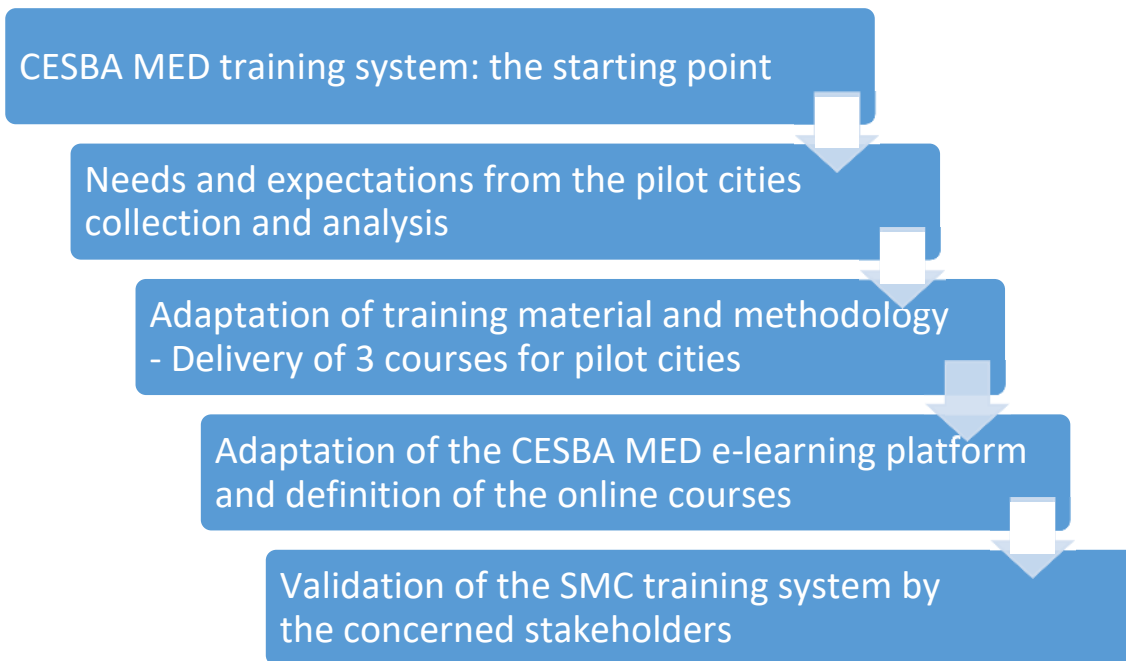 CESBA MED training system: the starting point
Needs and expectations from the pilot cities
collection and analysis
Adaptation of training material and methodology
- Delivery of 3 courses for pilot cities
Adaptation of the CESBA MED e-learning platform
and definition of the online courses
Validation of the SMC training system by
the concerned stakeholders